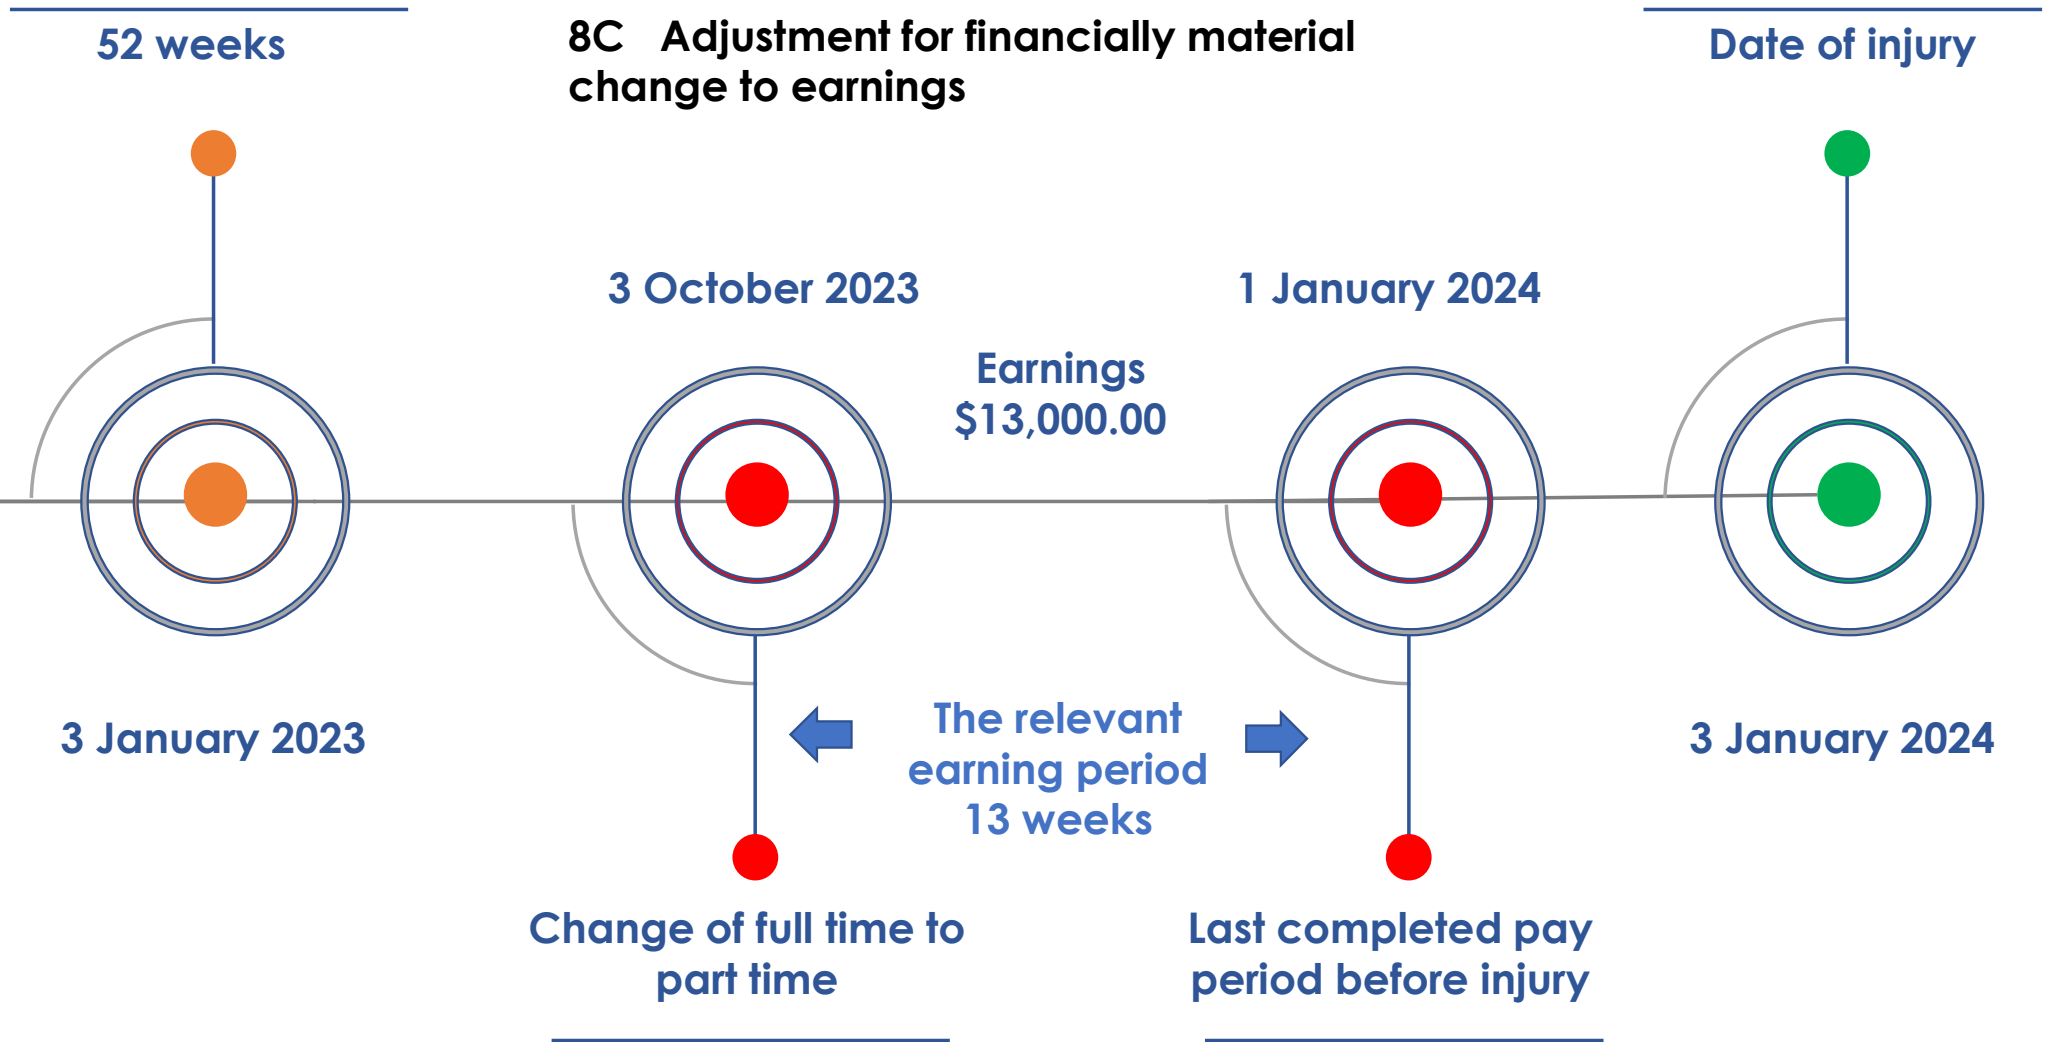 52 weeks
8C Adjustment for financially material
change to earnings
Date of injury
3 October 2023
1 January 2024
Earnings
$13,000.00
3 January 2023
The relevant
earning period
13 weeks
3 January 2024
Change of full time to
part time
Last completed pay
period before injury